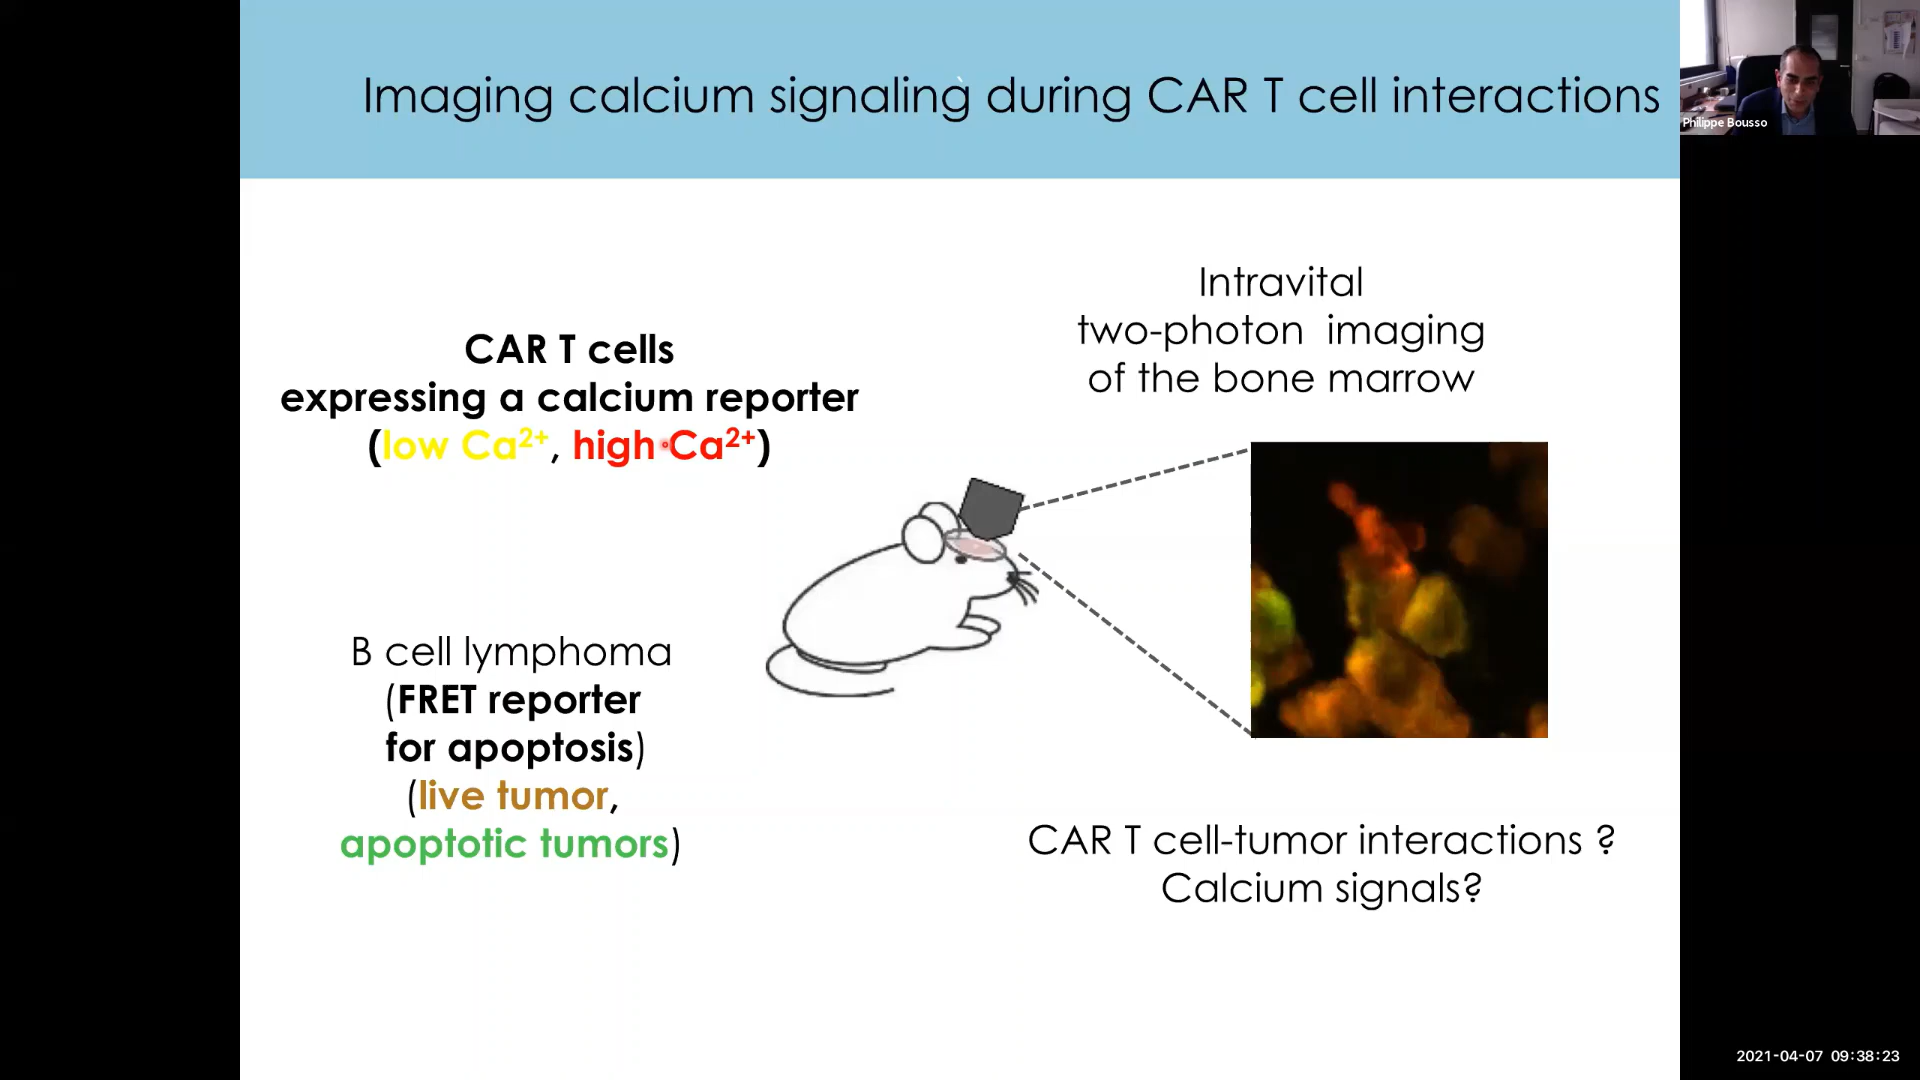 Imaging calcium signaling during CAR T cell interactions
Philippe Bousso
Intravital
two-photon imaging
of the bone marrow
CAR T cells
expressing a calcium reporter
(low Ca²⁺, high Ca²⁺)
B cell lymphoma
(FRET reporter
for apoptosis)
(live tumor,
apoptotic tumors)
CAR T cell-tumor interactions ?
Calcium signals?
2021-04-07 09:38:23